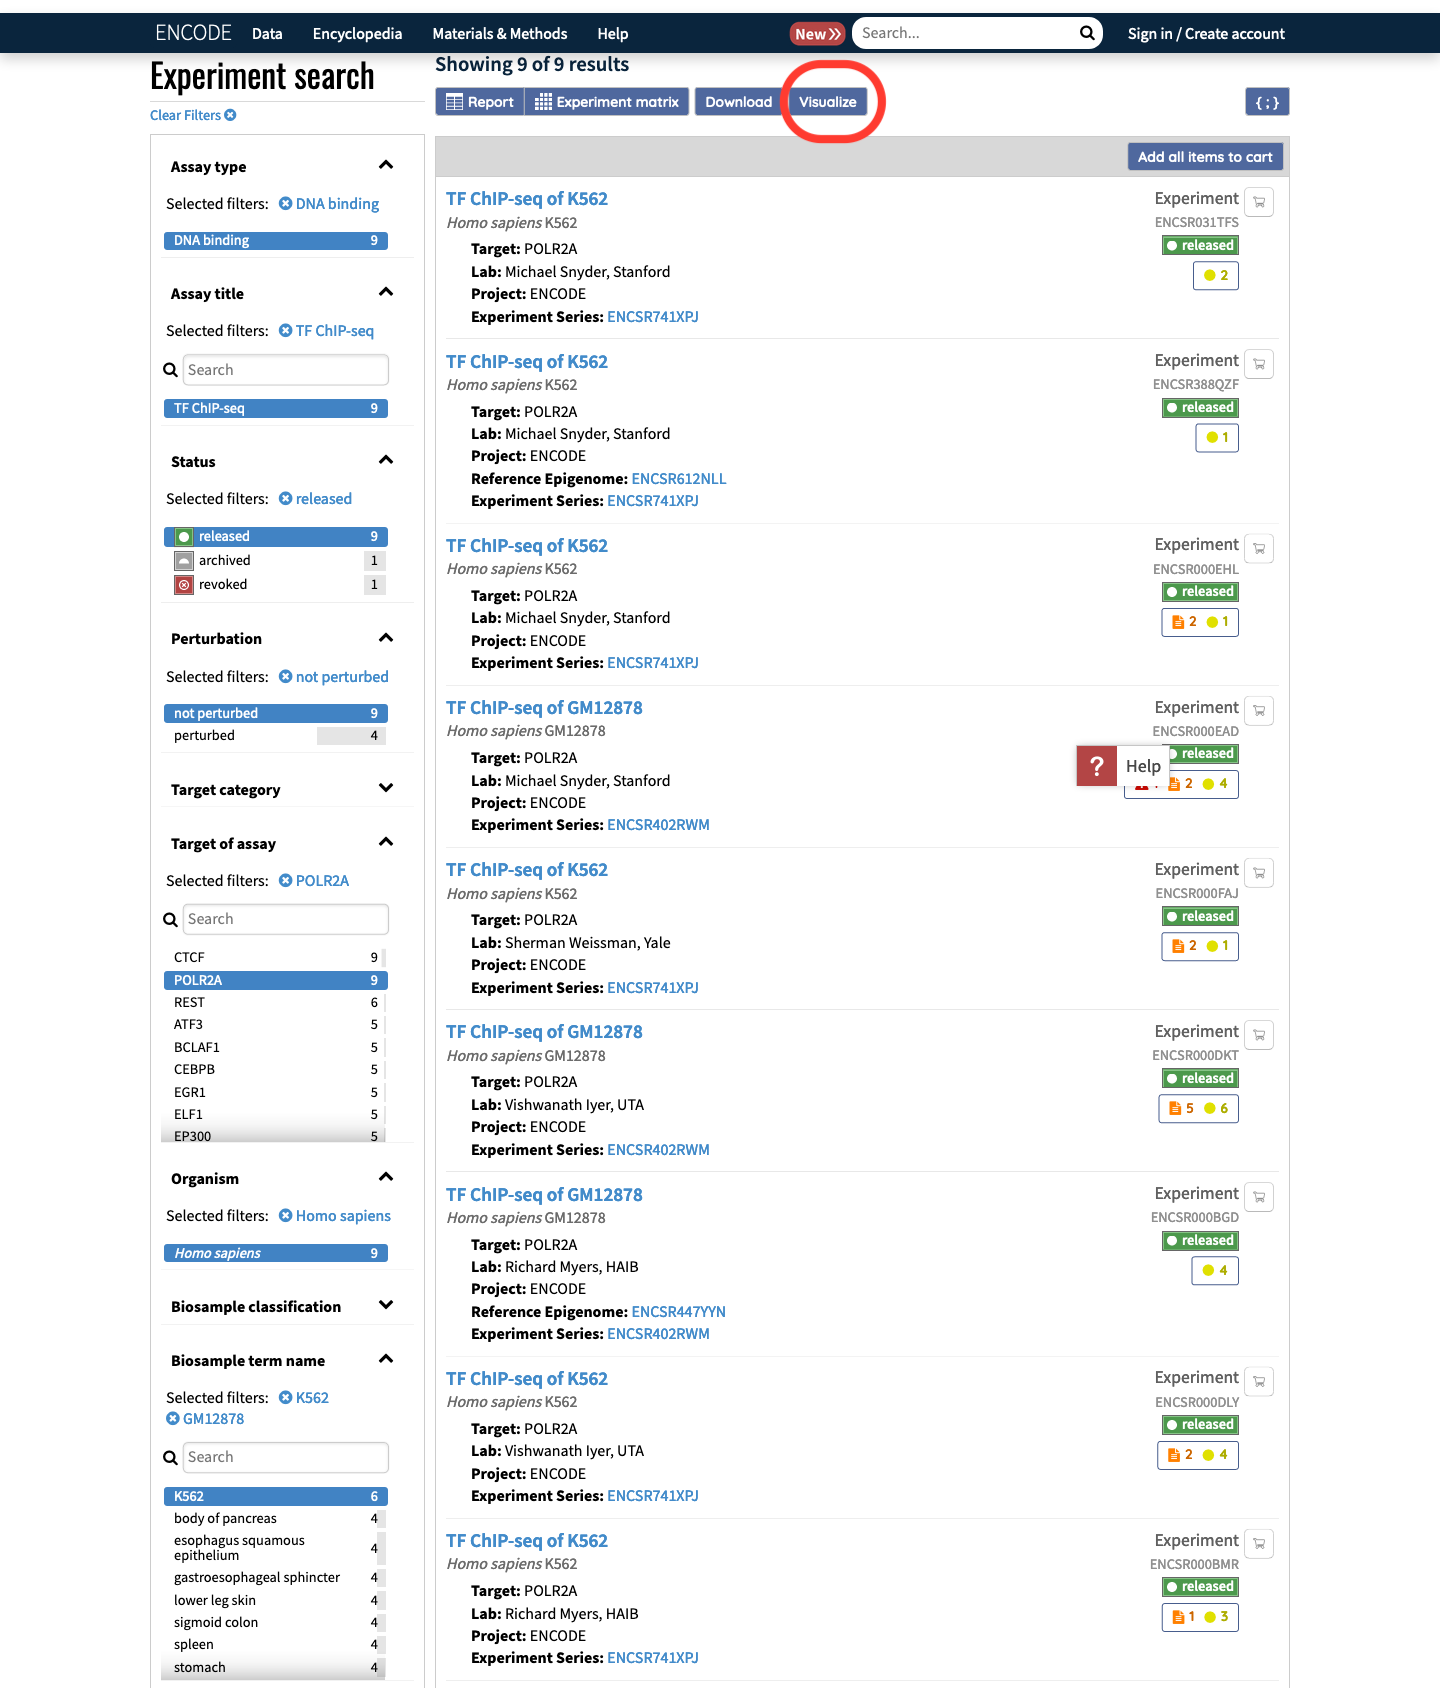 ENCODE Data Encyclopedia Materials & Methods Help New Search... Sign in / Create account
Experiment search
Clear Filters
Assay type
Selected filters: DNA binding
DNA binding 9
Assay title
Selected filters: TF ChIP-seq
Search
TF ChIP-seq 9
Status
Selected filters: released
released 9
archived 1
revoked 1
Perturbation
Selected filters: not perturbed
not perturbed 9
perturbed 4
Target category
Target of assay
Selected filters: POLR2A
Search
CTCF 9
POLR2A 9
REST 6
ATF3 5
BCLAF1 5
CEBPB 5
EGR1 5
ELF1 5
EP300 5
Organism
Selected filters: Homo sapiens
Homo sapiens 9
Biosample classification
Biosample term name
Selected filters: K562
GM12878
Search
K562 6
body of pancreas 4
esophagus squamous
epithelium 4
gastroesophageal sphincter 4
lower leg skin 4
sigmoid colon 4
spleen 4
stomach 4
Showing 9 of 9 results
Report Experiment matrix Download Visualize {;}
Add all items to cart
TF ChIP-seq of K562 Experiment
Homo sapiens K562 ENCSR031TFS
Target: POLR2A released
Lab: Michael Snyder, Stanford 2
Project: ENCODE
Experiment Series: ENCSR741XPJ
TF ChIP-seq of K562 Experiment
Homo sapiens K562 ENCSR388QZF
Target: POLR2A released
Lab: Michael Snyder, Stanford 1
Project: ENCODE
Reference Epigenome: ENCSR612NLL
Experiment Series: ENCSR741XPJ
TF ChIP-seq of K562 Experiment
Homo sapiens K562 ENCSR000EHL
Target: POLR2A released
Lab: Michael Snyder, Stanford 2 1
Project: ENCODE
Experiment Series: ENCSR741XPJ
TF ChIP-seq of GM12878 Experiment
Homo sapiens GM12878 ENCSR000EAD
Target: POLR2A released
? Help
Lab: Michael Snyder, Stanford 2 4
Project: ENCODE
Experiment Series: ENCSR402RWM
TF ChIP-seq of K562 Experiment
Homo sapiens K562 ENCSR000FAJ
Target: POLR2A released
Lab: Sherman Weissman, Yale 2 1
Project: ENCODE
Experiment Series: ENCSR741XPJ
TF ChIP-seq of GM12878 Experiment
Homo sapiens GM12878 ENCSR000DKT
Target: POLR2A released
Lab: Vishwanath Iyer, UTA 5 6
Project: ENCODE
Experiment Series: ENCSR402RWM
TF ChIP-seq of GM12878 Experiment
Homo sapiens GM12878 ENCSR000BGD
Target: POLR2A released
Lab: Richard Myers, HAIB 4
Project: ENCODE
Reference Epigenome: ENCSR447YYN
Experiment Series: ENCSR402RWM
TF ChIP-seq of K562 Experiment
Homo sapiens K562 ENCSR000DLY
Target: POLR2A released
Lab: Vishwanath Iyer, UTA 2 4
Project: ENCODE
Experiment Series: ENCSR741XPJ
TF ChIP-seq of K562 Experiment
Homo sapiens K562 ENCSR000BMR
Target: POLR2A released
Lab: Richard Myers, HAIB 1 3
Project: ENCODE
Experiment Series: ENCSR741XPJ